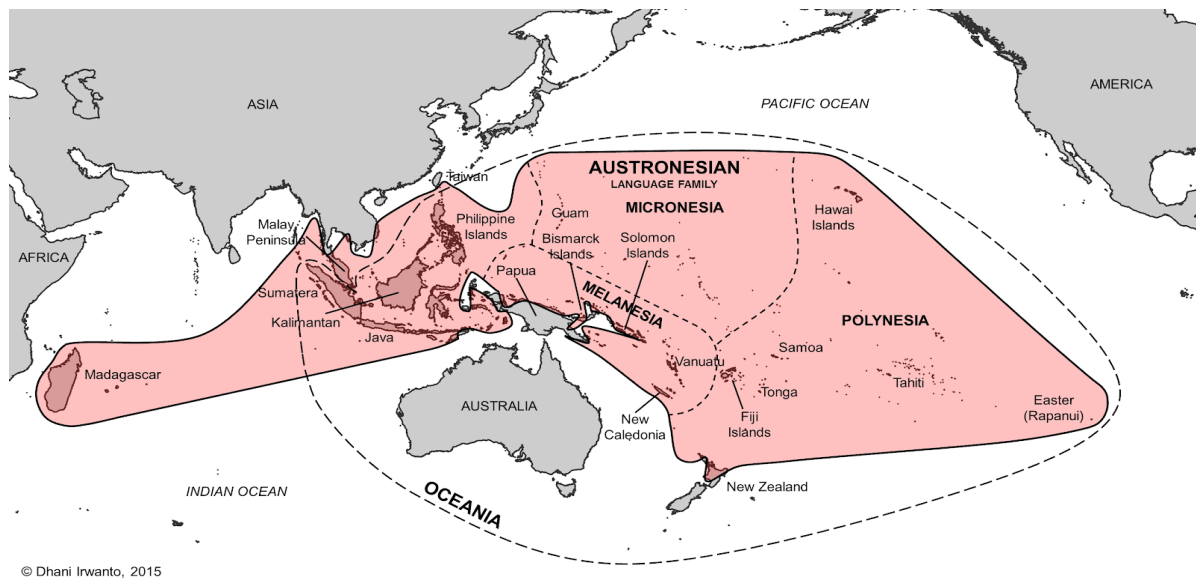 ASIA
PACIFIC OCEAN
AMERICA
AUSTRONESIAN
LANGUAGE FAMILY
MICRONESIA
Taiwan
Philippine
Islands
Guam
Hawai
Islands
Malay
Peninsula
Bismarck
Islands
Solomon
Islands
AFRICA
Papua
MELANESIA
Sumatera
Kalimantan
Java
POLYNESIA
Samoa
Vanuatu
Madagascar
Tahiti
Tonga
Easter
(Rapanui)
AUSTRALIA
New
Caledonia
Fiji
Islands
New Zealand
INDIAN OCEAN
OCEANIA
© Dhani Irwanto, 2015